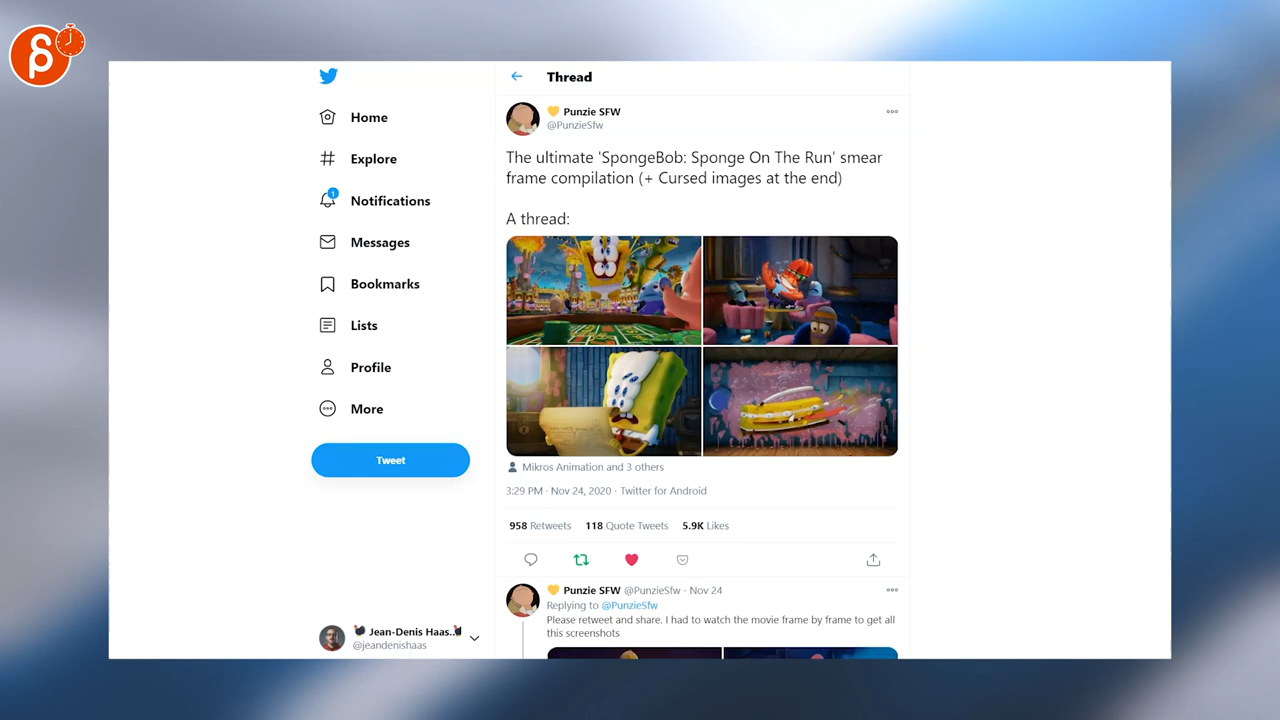 Home
Explore
1
Notifications
Messages
Bookmarks
Lists
Profile
More
Tweet
Jean-Denis Haas..
@jeandenishaas
Thread
Punzie SFW
@PunzieSfw
The ultimate 'SpongeBob: Sponge On The Run' smear
frame compilation (+ Cursed images at the end)
A thread:
Mikros Animation and 3 others
3:29 PM · Nov 24, 2020 · Twitter for Android
958 Retweets 118 Quote Tweets 5.9K Likes
Punzie SFW @PunzieSfw · Nov 24
Replying to @PunzieSfw
Please retweet and share. I had to watch the movie frame by frame to get all
this screenshots